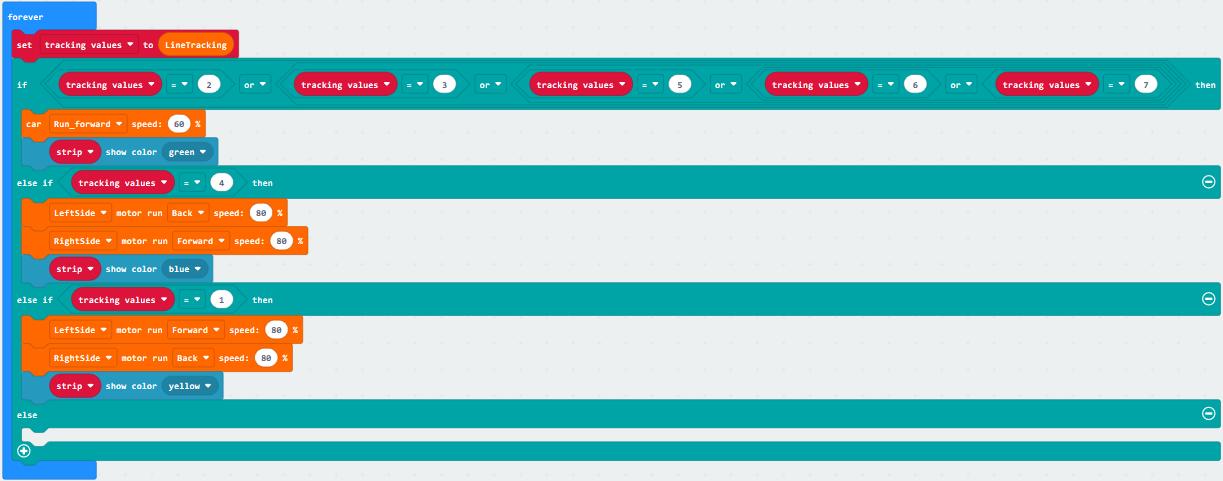 forever
set tracking values to LineTracking
if tracking values = 2 or tracking values = 3 or tracking values = 5 or tracking values = 6 or tracking values = 7 then
car Run_forward speed: 60 %
strip show color green
else if tracking values = 4 then
LeftSide motor run Back speed: 80 %
RightSide motor run Forward speed: 80 %
strip show color blue
else if tracking values = 1 then
LeftSide motor run Forward speed: 80 %
RightSide motor run Back speed: 80 %
strip show color yellow
else